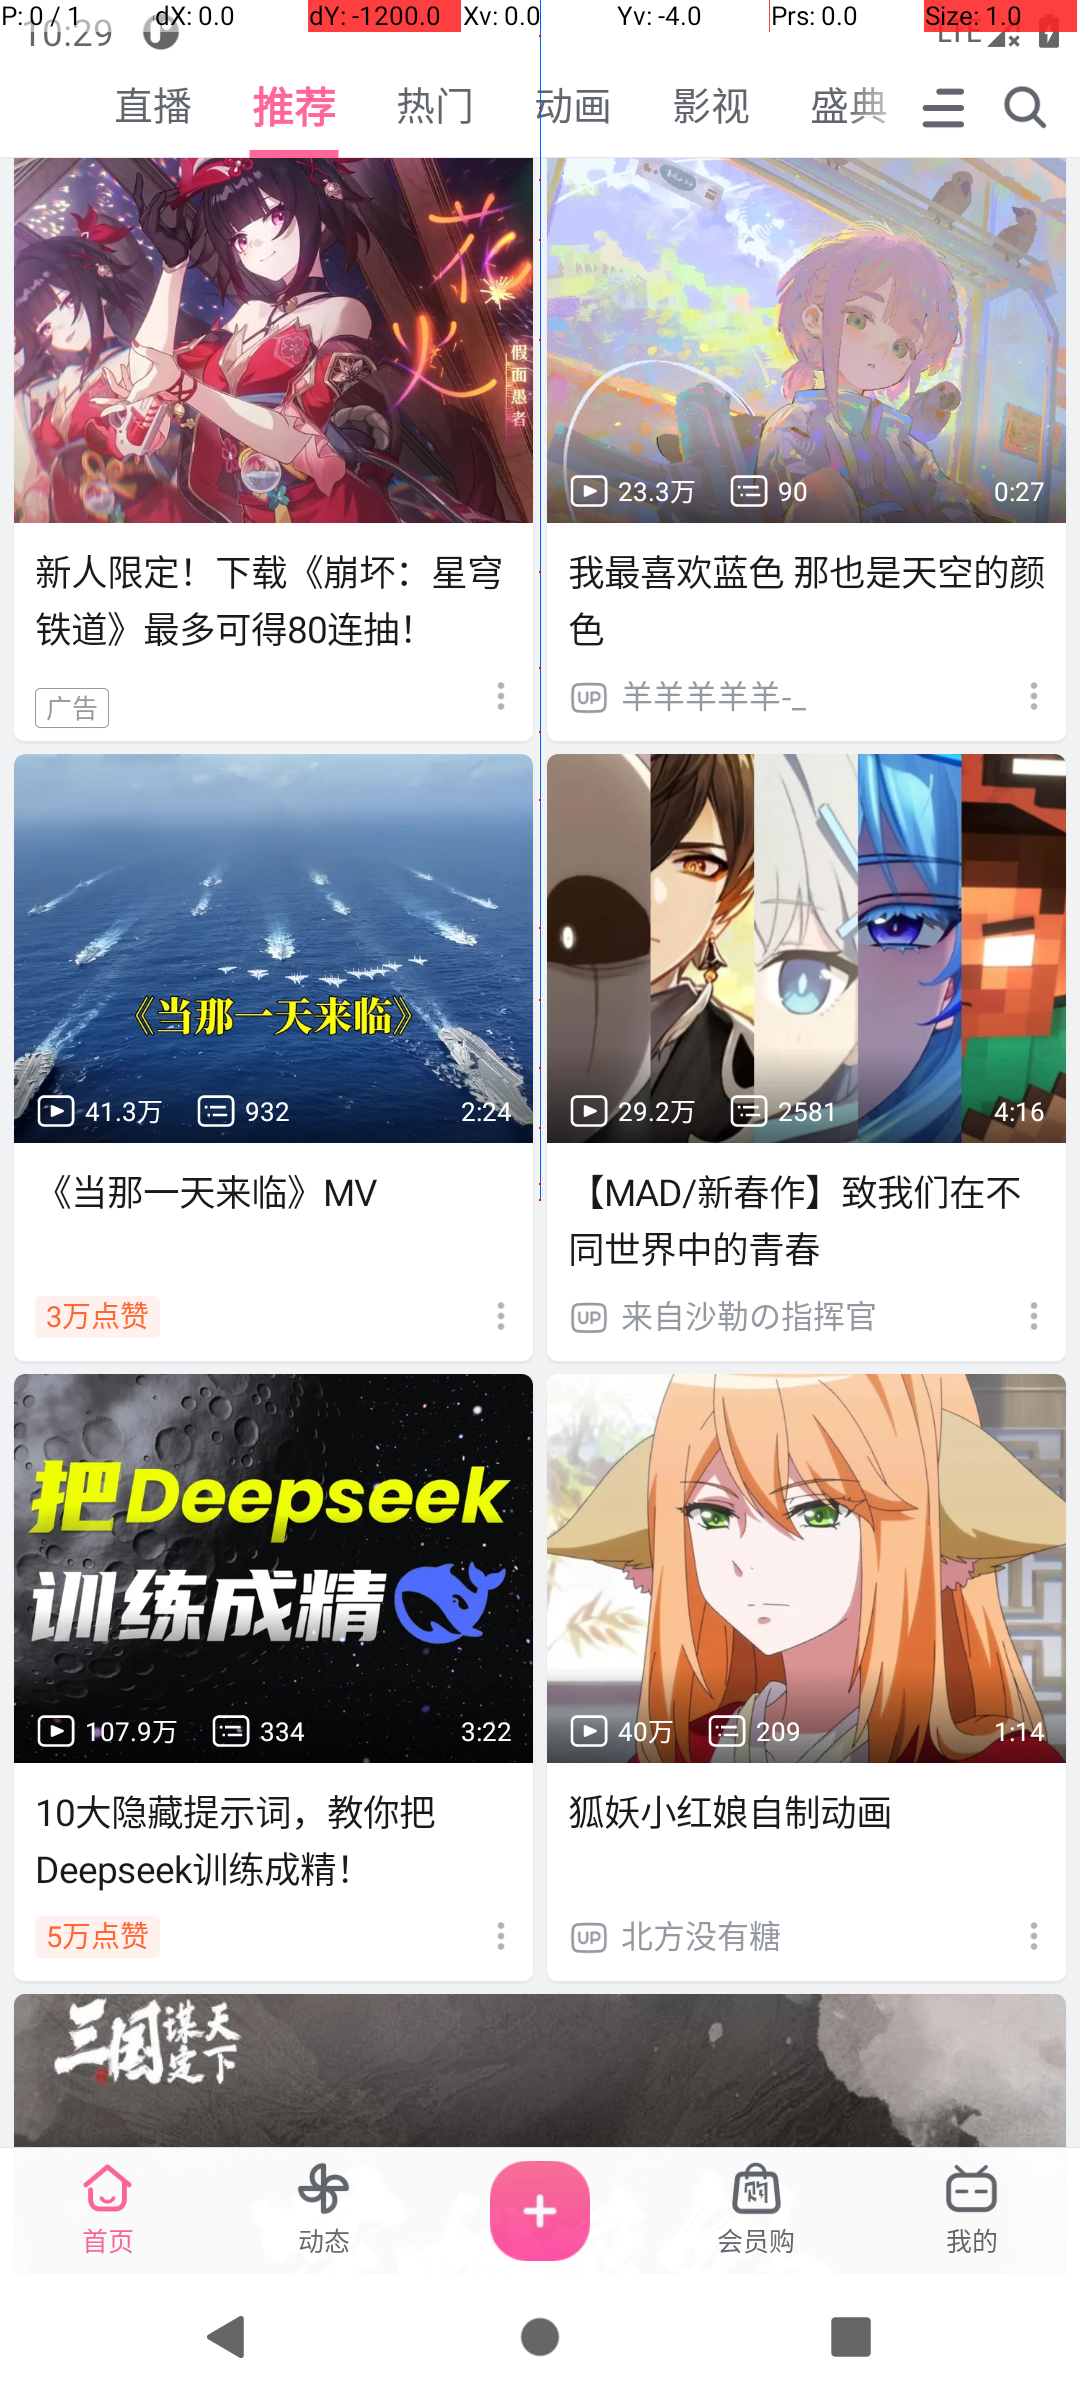 P: 0 / 1 dX: 0.0 dY: -1200.0 Xv: 0.0 Yv: -4.0 Prs: 0.0 Size: 1.0
10:29 LTE
直播 推荐 热门 动画 影视 盛典
花火
假面愚者
23.3万 90 0:27
新人限定！下载《崩坏：星穹
铁道》最多可得80连抽！
广告
我最喜欢蓝色 那也是天空的颜
色
UP 羊羊羊羊羊-_
《当那一天来临》
41.3万 932 2:24
29.2万 2581 4:16
《当那一天来临》MV
3万点赞
【MAD/新春作】致我们在不
同世界中的青春
UP 来自沙勒の指挥官
把Deepseek
训练成精
107.9万 334 3:22
40万 209 1:14
10大隐藏提示词，教你把
Deepseek训练成精！
5万点赞
狐妖小红娘自制动画
UP 北方没有糖
三国谋定天下
首页 动态 会员购 我的